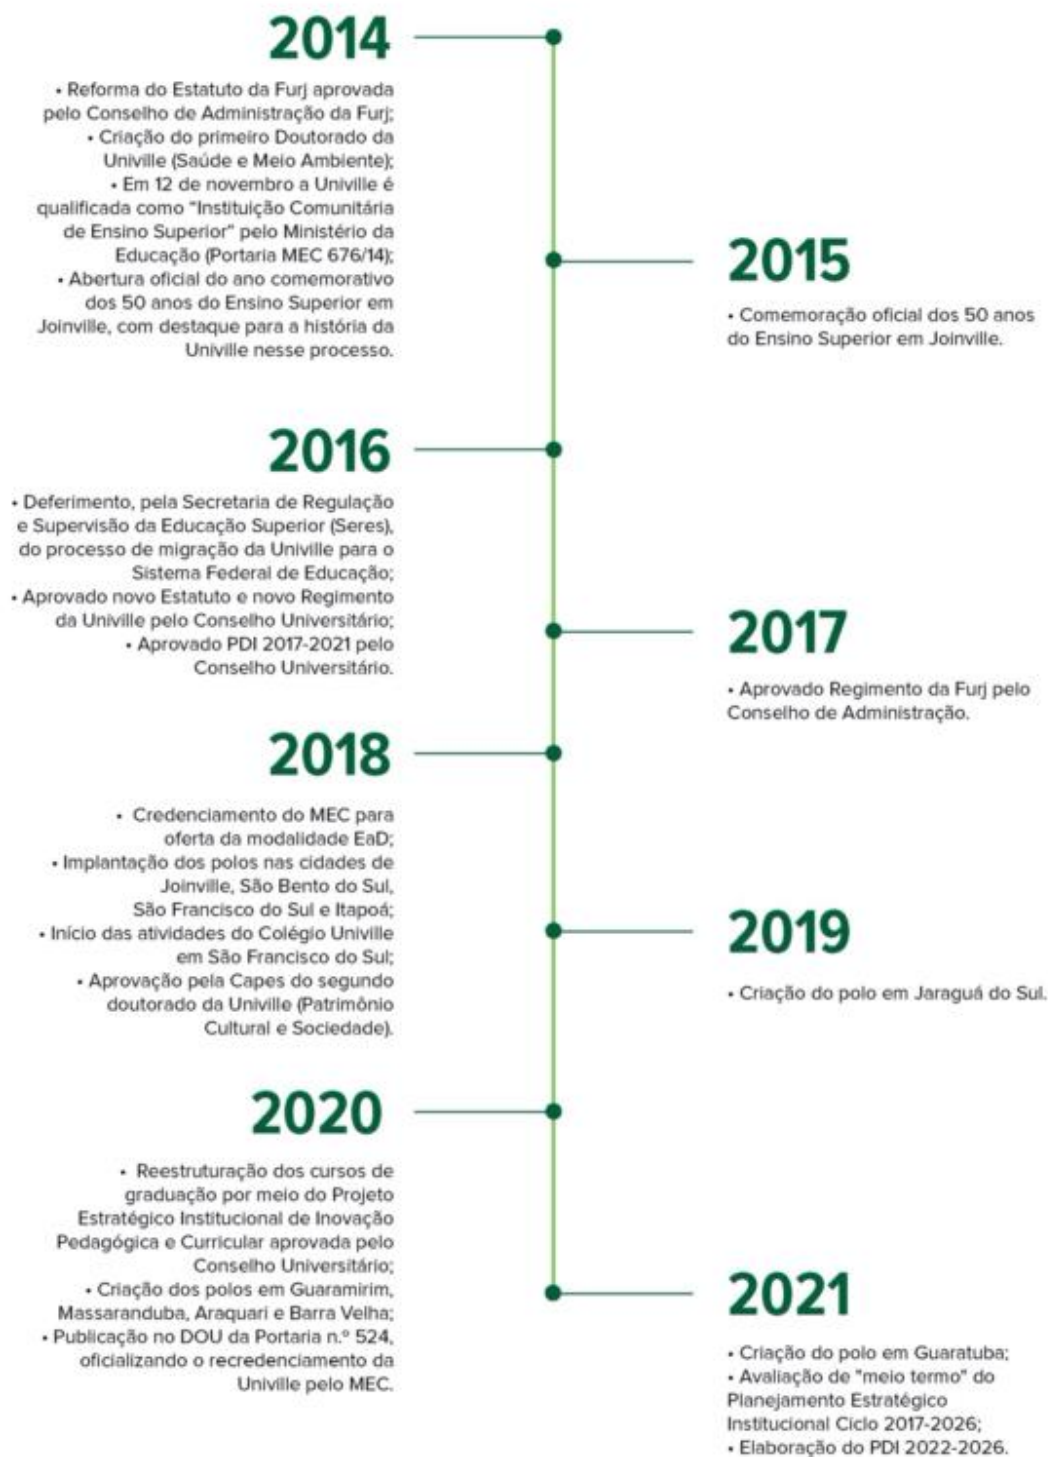 2014
• Reforma do Estatuto da Furj aprovada
pelo Conselho de Administração da Furj;
• Criação do primeiro Doutorado da
Univille (Saúde e Meio Ambiente);
• Em 12 de novembro a Univille é
qualificada como "Instituição Comunitária
de Ensino Superior" pelo Ministério da
Educação (Portaria MEC 676/14);
• Abertura oficial do ano comemorativo
dos 50 anos do Ensino Superior em
Joinville, com destaque para a história da
Univille nesse processo.
2015
• Comemoração oficial dos 50 anos
do Ensino Superior em Joinville.
2016
• Deferimento, pela Secretaria de Regulação
e Supervisão da Educação Superior (Seres),
do processo de migração da Univille para o
Sistema Federal de Educação;
• Aprovado novo Estatuto e novo Regimento
da Univille pelo Conselho Universitário;
• Aprovado PDI 2017-2021 pelo
Conselho Universitário.
2017
• Aprovado Regimento da Furj pelo
Conselho de Administração.
2018
• Credenciamento do MEC para
oferta da modalidade EaD;
• Implantação dos polos nas cidades de
Joinville, São Bento do Sul,
São Francisco do Sul e Itapoá;
• Início das atividades do Colégio Univille
em São Francisco do Sul;
• Aprovação pela Capes do segundo
doutorado da Univille (Patrimônio
Cultural e Sociedade).
2019
• Criação do polo em Jaraguá do Sul.
2020
• Reestruturação dos cursos de
graduação por meio do Projeto
Estratégico Institucional de Inovação
Pedagógica e Curricular aprovada pelo
Conselho Universitário;
• Criação dos polos em Guaramirim,
Massaranduba, Araquari e Barra Velha;
• Publicação no DOU da Portaria n.º 524,
oficializando o recredenciamento da
Univille pelo MEC.
2021
• Criação do polo em Guaratuba;
• Avaliação de "meio termo" do
Planejamento Estratégico
Institucional Ciclo 2017-2026;
• Elaboração do PDI 2022-2026.